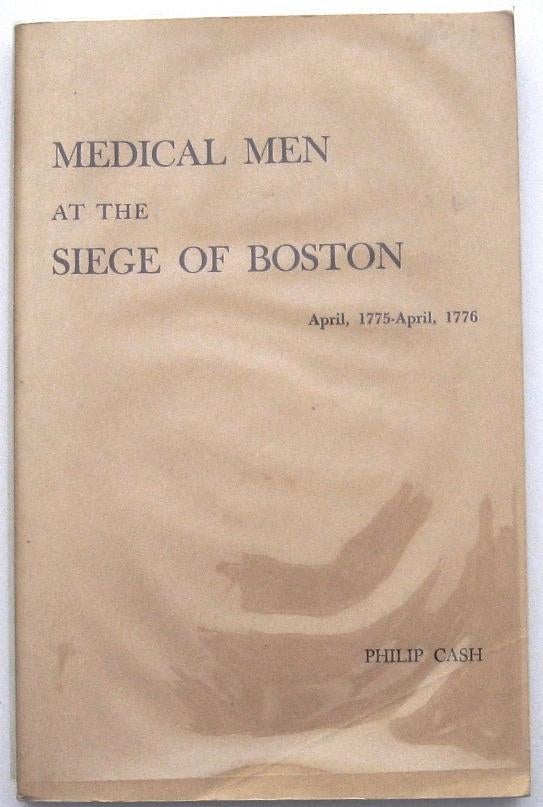 MEDICAL MEN
AT THE
SIEGE OF BOSTON
April, 1775-April, 1776
PHILIP CASH